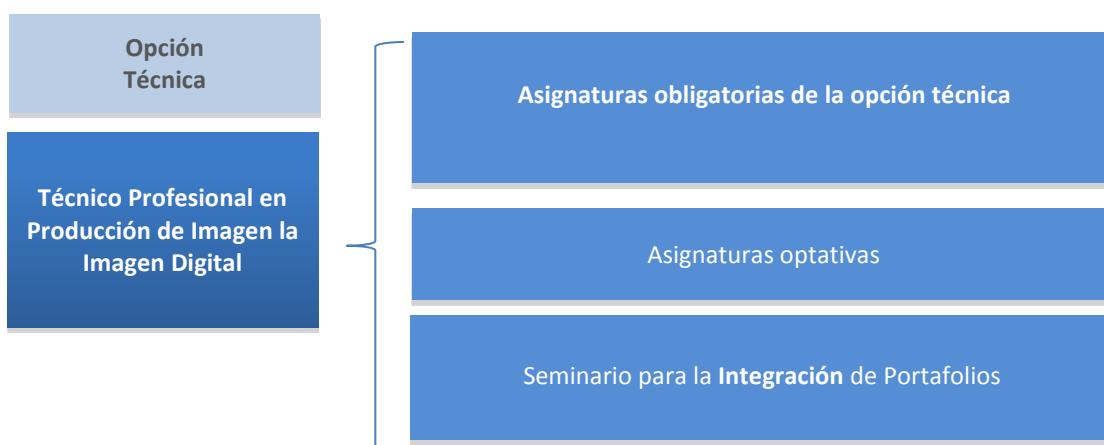 Opción
Técnica
Técnico Profesional en
Producción de Imagen la
Imagen Digital
Asignaturas obligatorias de la opción técnica
Asignaturas optativas
Seminario para la Integración de Portafolios